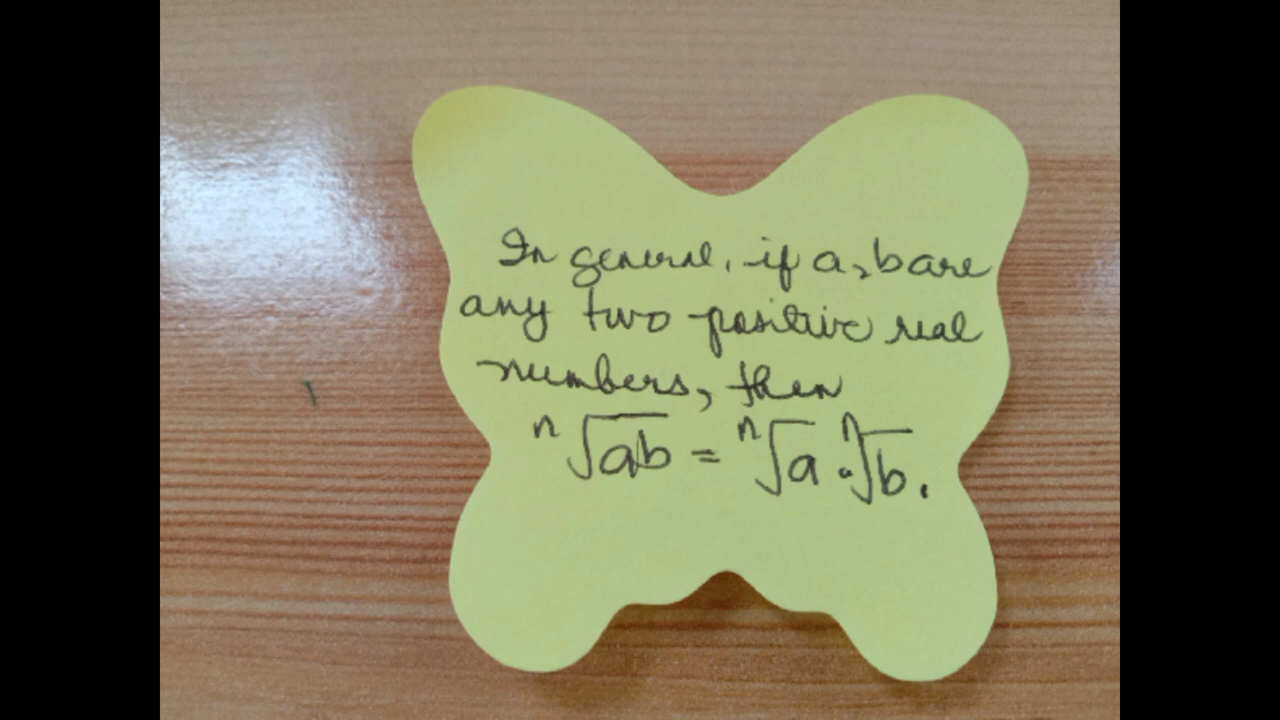 In general, if a, b are
any two positive real
numbers, then
ⁿ√ab = ⁿ√a · ⁿ√b.